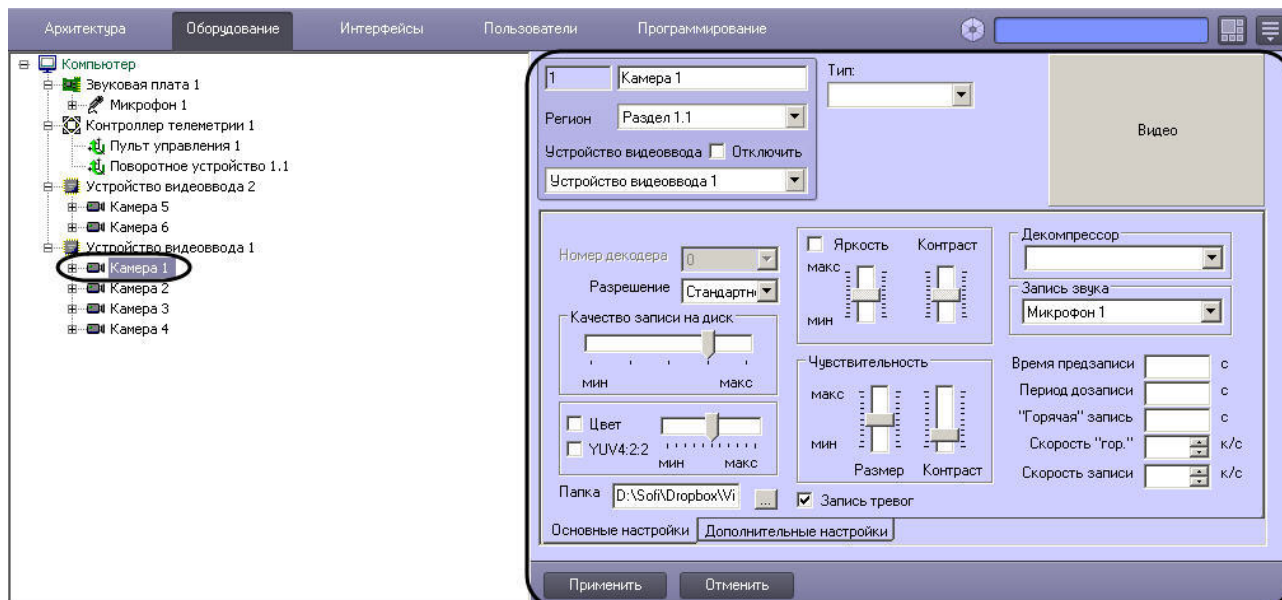 Архитектура Оборудование Интерфейсы Пользователи Программирование
Компьютер
Звуковая плата 1
Микрофон 1
Контроллер телеметрии 1
Пульт управления 1
Поворотное устройство 1.1
Устройство видеоввода 2
Камера 5
Камера 6
Устройство видеоввода 1
Камера 1
Камера 2
Камера 3
Камера 4
1 Камера 1
Тип:
Регион Раздел 1.1
Устройство видеоввода Отключить
Устройство видеоввода 1
Видео
Номер декодера 0
Разрешение Стандартн
Качество записи на диск
мин макс
Цвет
YUV4:2:2
мин макс
Папка D:\Sofi\Dropbox\Vi ...
Яркость Контраст
макс
мин
Чувствительность
макс
мин
Размер Контраст
Запись тревог
Декомпрессор
Запись звука
Микрофон 1
Время предзаписи с
Период дозаписи с
"Горячая" запись с
Скорость "гор." к/с
Скорость записи к/с
Основные настройки Дополнительные настройки
Применить Отменить